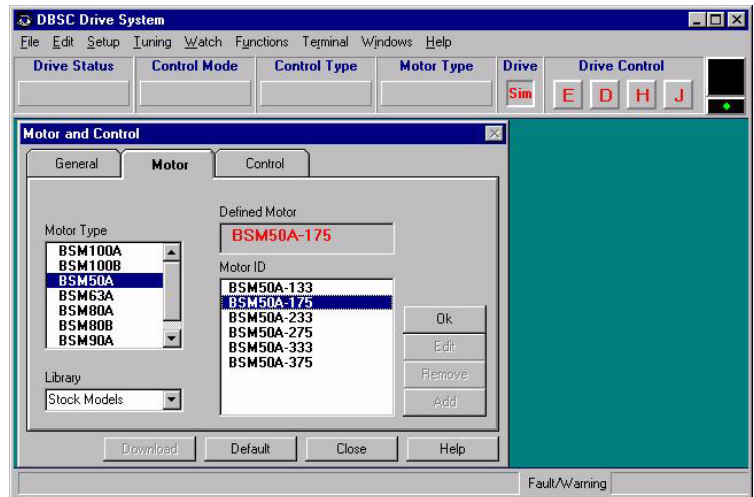 DBSC Drive System
File Edit Setup Tuning Watch Functions Terminal Windows Help
Drive Status Control Mode Control Type Motor Type Drive Drive Control
Sim E D H J
Motor and Control
General Motor Control
Defined Motor
BSM50A-175
Motor Type
BSM100A
BSM100B
BSM50A
BSM63A
BSM80A
BSM80B
BSM90A
Motor ID
BSM50A-133
BSM50A-175
BSM50A-233
BSM50A-275
BSM50A-333
BSM50A-375
Ok
Edit
Remove
Add
Library
Stock Models
Download Default Close Help
Fault/Warning